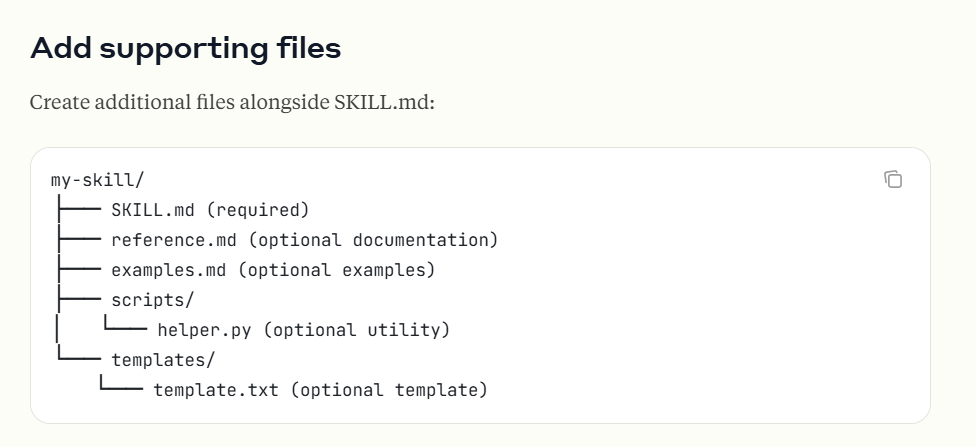 Add supporting files
Create additional files alongside SKILL.md:
my-skill/
├── SKILL.md (required)
├── reference.md (optional documentation)
├── examples.md (optional examples)
├── scripts/
│   └── helper.py (optional utility)
└── templates/
    └── template.txt (optional template)